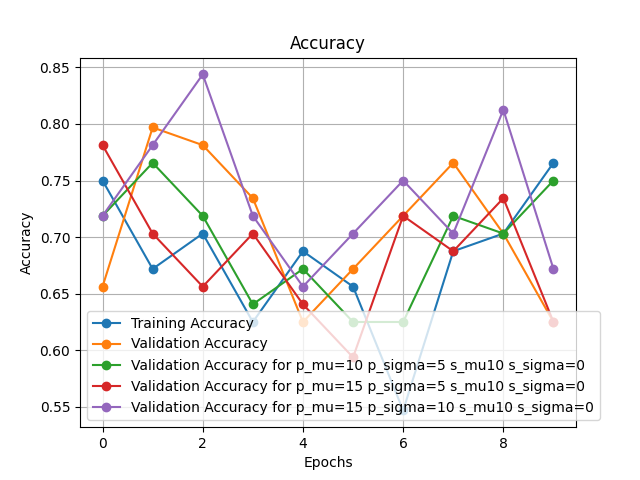 Accuracy
0.85
0.80
0.75
0.70
0.65
0.60
0.55
Accuracy
Training Accuracy
Validation Accuracy
Validation Accuracy for p_mu=10 p_sigma=5 s_mu10 s_sigma=0
Validation Accuracy for p_mu=15 p_sigma=5 s_mu10 s_sigma=0
Validation Accuracy for p_mu=15 p_sigma=10 s_mu10 s_sigma=0
0 2 4 6 8
Epochs